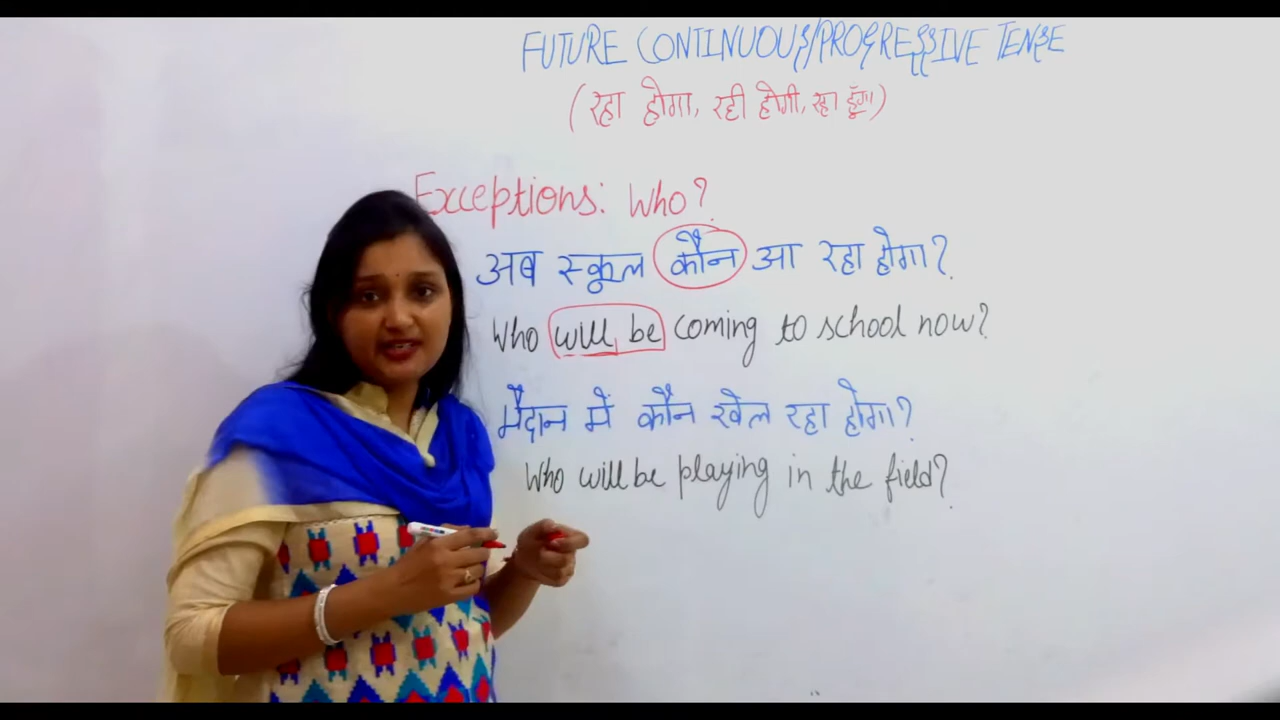 FUTURE CONTINUOUS/PROGRESSIVE TENSE
(रहा होगा, रही होगी, रहा हूँगा)
Exceptions: Who?
अब स्कूल कौन आ रहा होगा?
Who will be coming to school now?
मैदान में कौन खेल रहा होगा?
Who will be playing in the field?